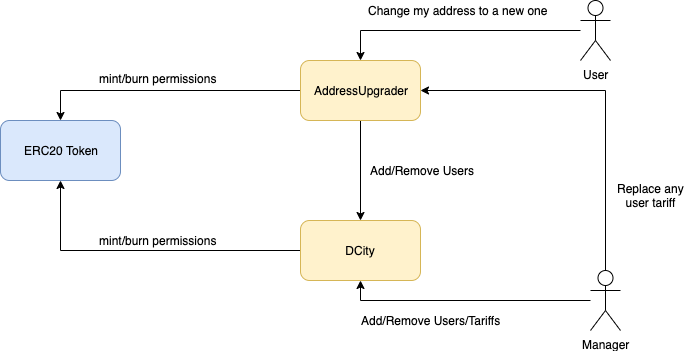 Change my address to a new one
User
mint/burn permissions
AddressUpgrader
ERC20 Token
Add/Remove Users
Replace any
user tariff
mint/burn permissions
DCity
Add/Remove Users/Tariffs
Manager